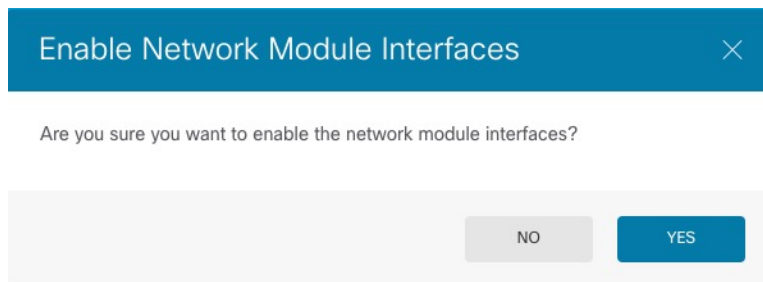 Enable Network Module Interfaces
Are you sure you want to enable the network module interfaces?
NO
YES